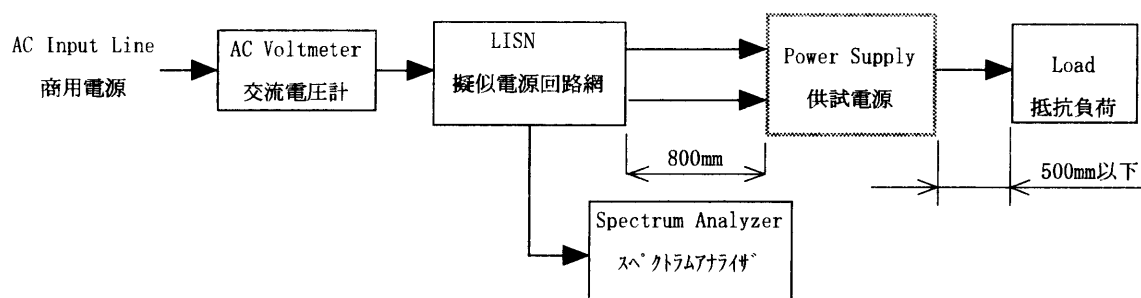 AC Input Line
商用電源
AC Voltmeter
交流電圧計
LISN
擬似電源回路網
Power Supply
供試電源
Load
抵抗負荷
800mm
500mm以下
Spectrum Analyzer
ｽﾍﾟｸﾄﾗﾑｱﾅﾗｲｻﾞ